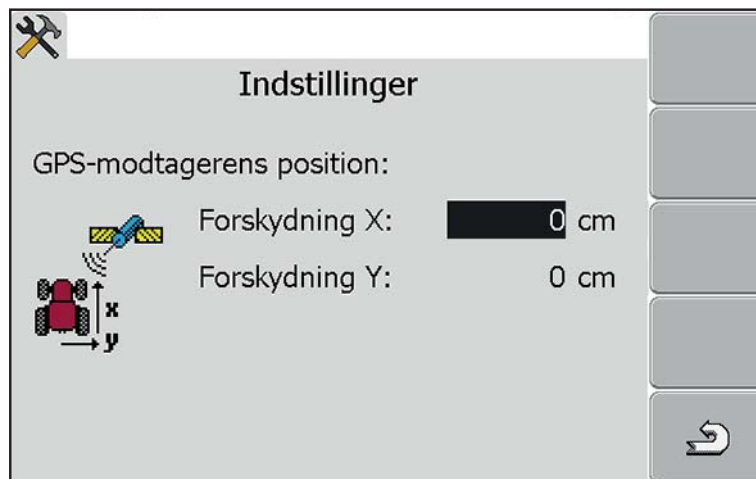 Indstillinger
GPS-modtagerens position:
Forskydning X: 0 cm
Forskydning Y: 0 cm
x
y